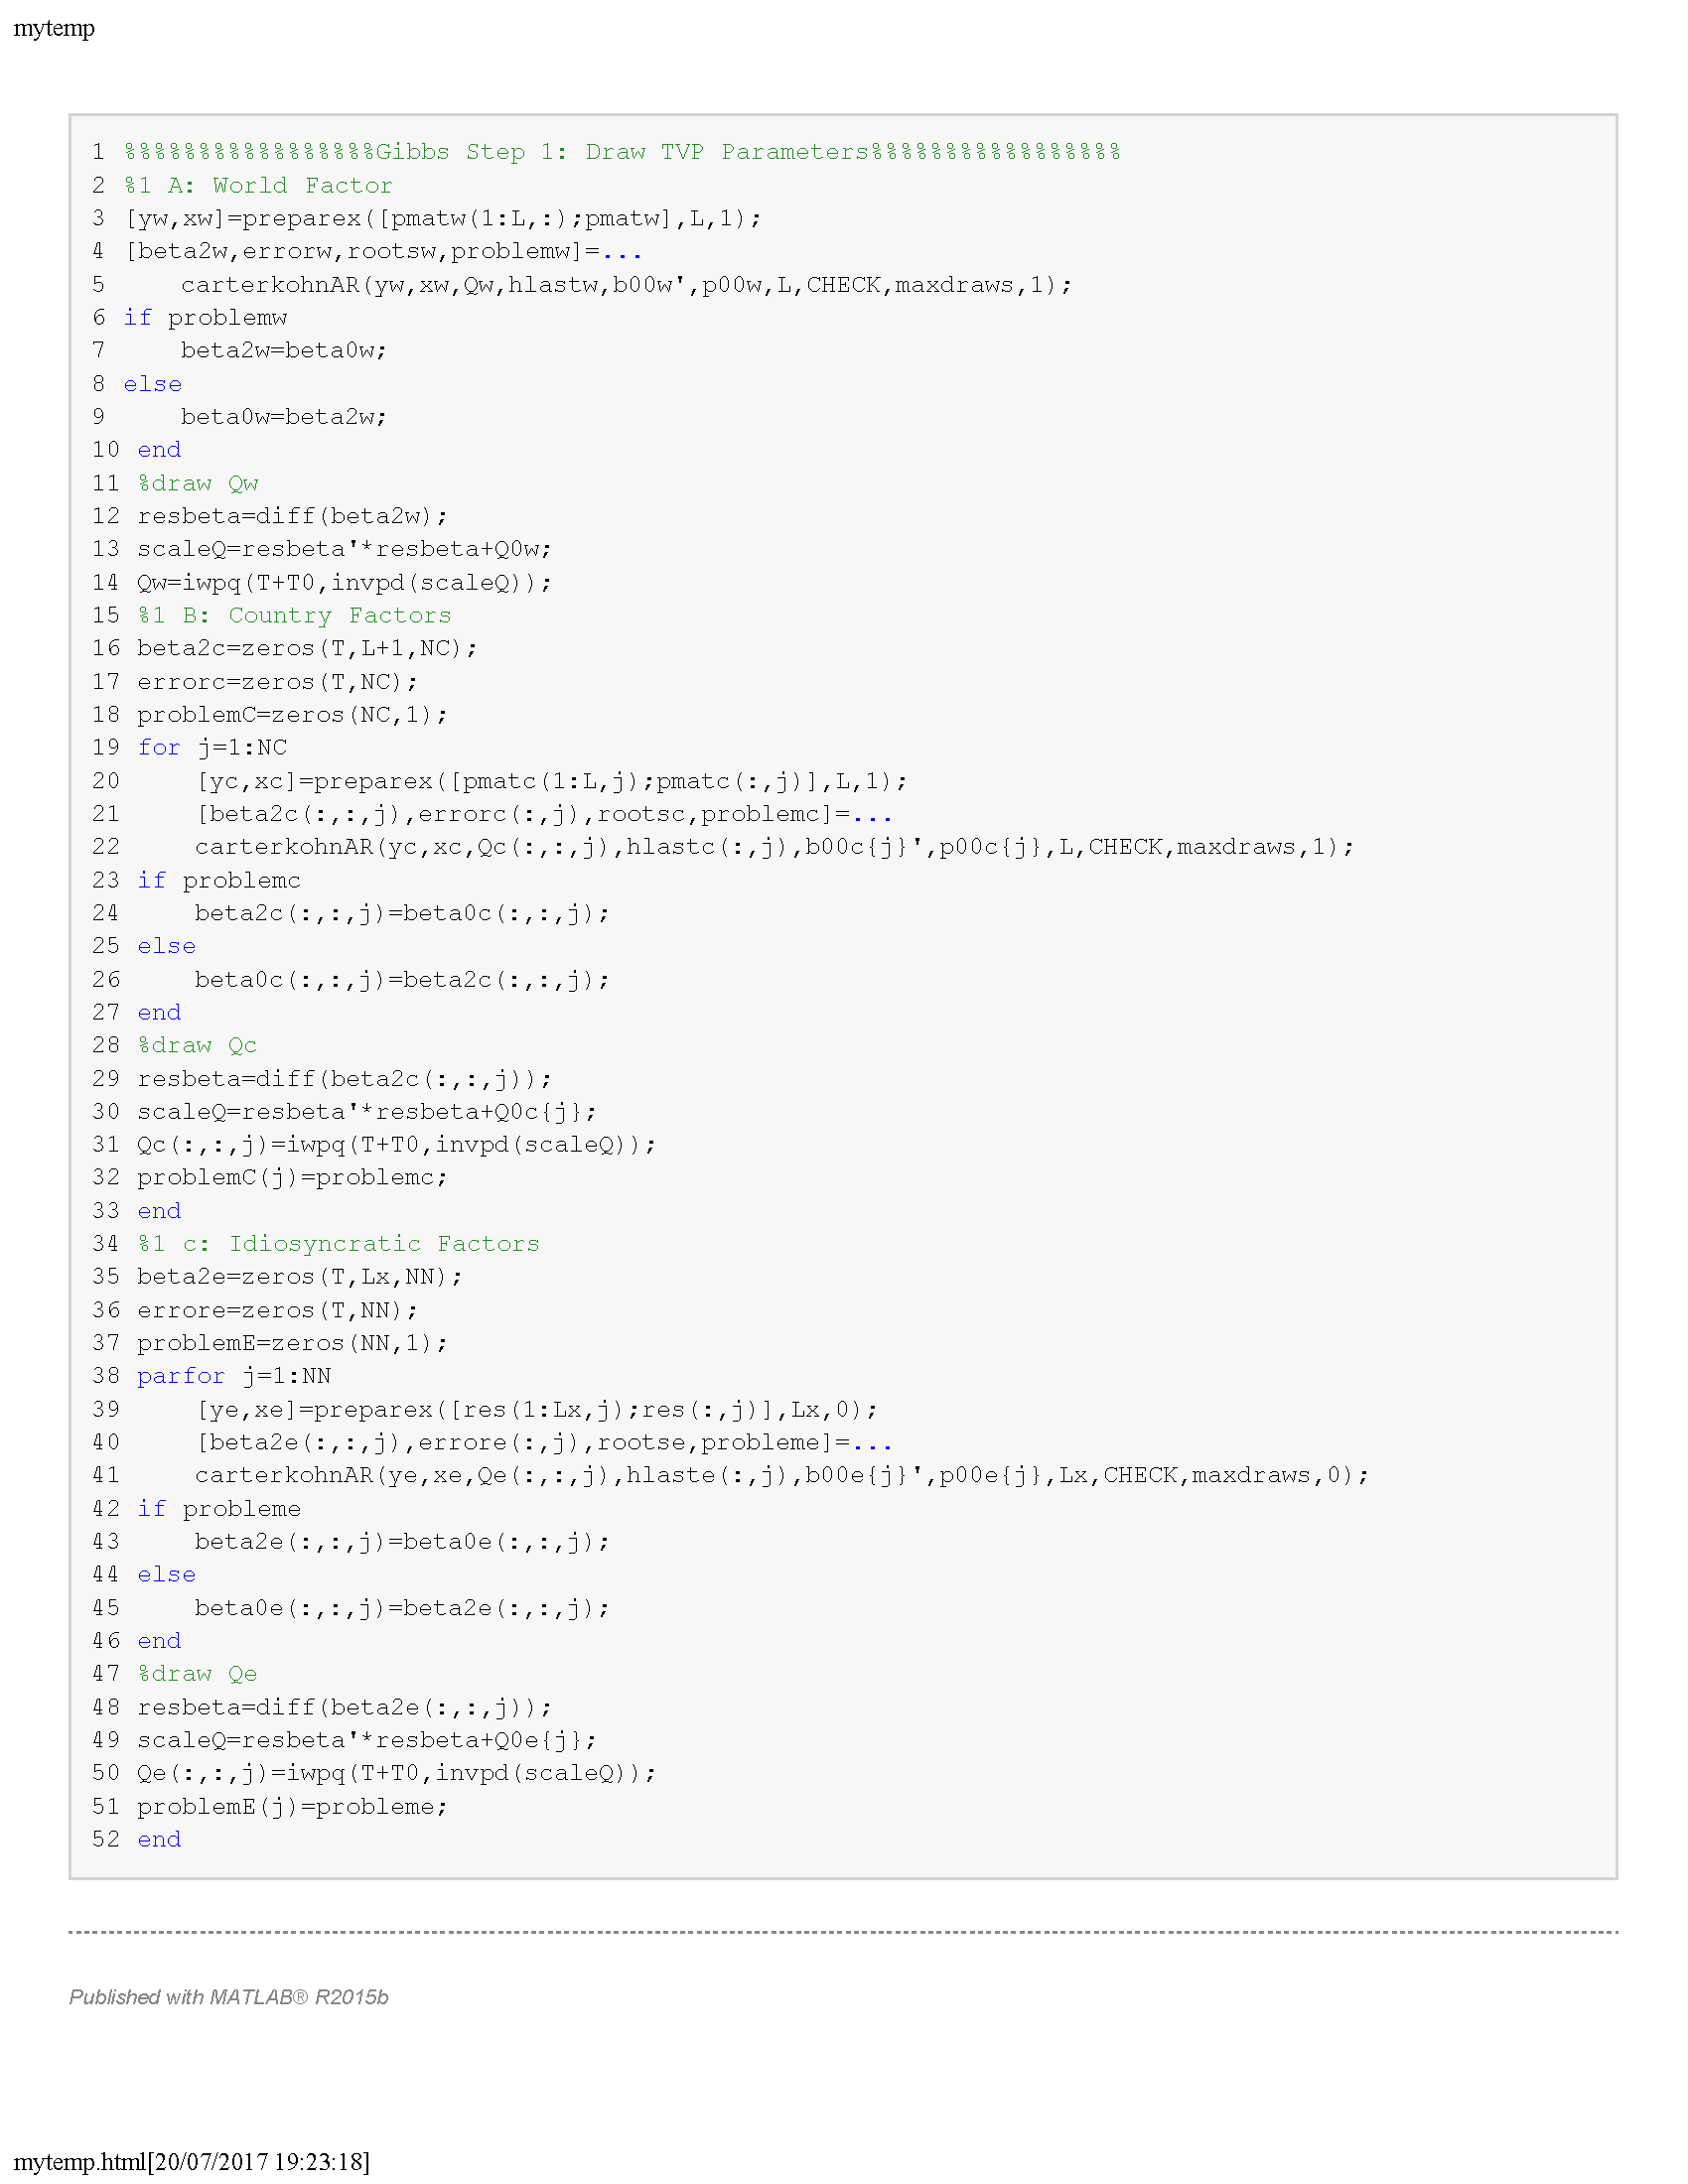 mytemp
1 %%%%%%%%%%%%%%%%%Gibbs Step 1: Draw TVP Parameters%%%%%%%%%%%%%%%%%
2 %1 A: World Factor
3 [yw,xw]=preparex([pmatw(1:L,:);pmatw],L,1);
4 [beta2w,errorw,rootsw,problemw]=...
5     carterkohnAR(yw,xw,Qw,hlastw,b00w',p00w,L,CHECK,maxdraws,1);
6 if problemw
7     beta2w=beta0w;
8 else
9     beta0w=beta2w;
10 end
11 %draw Qw
12 resbeta=diff(beta2w);
13 scaleQ=resbeta'*resbeta+Q0w;
14 Qw=iwpq(T+T0,invpd(scaleQ));
15 %1 B: Country Factors
16 beta2c=zeros(T,L+1,NC);
17 errorc=zeros(T,NC);
18 problemC=zeros(NC,1);
19 for j=1:NC
20     [yc,xc]=preparex([pmatc(1:L,j);pmatc(:,j)],L,1);
21     [beta2c(:,:,j),errorc(:,j),rootsc,problemc]=...
22     carterkohnAR(yc,xc,Qc(:,:,j),hlastc(:,j),b00c{j}',p00c{j},L,CHECK,maxdraws,1);
23 if problemc
24     beta2c(:,:,j)=beta0c(:,:,j);
25 else
26     beta0c(:,:,j)=beta2c(:,:,j);
27 end
28 %draw Qc
29 resbeta=diff(beta2c(:,:,j));
30 scaleQ=resbeta'*resbeta+Q0c{j};
31 Qc(:,:,j)=iwpq(T+T0,invpd(scaleQ));
32 problemC(j)=problemc;
33 end
34 %1 c: Idiosyncratic Factors
35 beta2e=zeros(T,Lx,NN);
36 errore=zeros(T,NN);
37 problemE=zeros(NN,1);
38 parfor j=1:NN
39     [ye,xe]=preparex([res(1:Lx,j);res(:,j)],Lx,0);
40     [beta2e(:,:,j),errore(:,j),rootse,probleme]=...
41     carterkohnAR(ye,xe,Qe(:,:,j),hlaste(:,j),b00e{j}',p00e{j},Lx,CHECK,maxdraws,0);
42 if probleme
43     beta2e(:,:,j)=beta0e(:,:,j);
44 else
45     beta0e(:,:,j)=beta2e(:,:,j);
46 end
47 %draw Qe
48 resbeta=diff(beta2e(:,:,j));
49 scaleQ=resbeta'*resbeta+Q0e{j};
50 Qe(:,:,j)=iwpq(T+T0,invpd(scaleQ));
51 problemE(j)=probleme;
52 end
Published with MATLAB® R2015b
mytemp.html[20/07/2017 19:23:18]